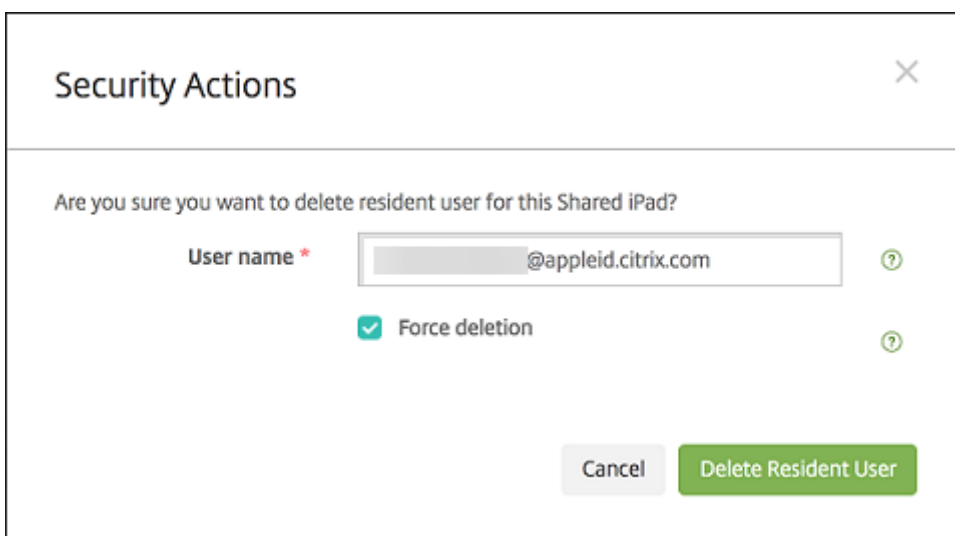 Security Actions
Are you sure you want to delete resident user for this Shared iPad?
User name * @appleid.citrix.com
Force deletion
Cancel Delete Resident User